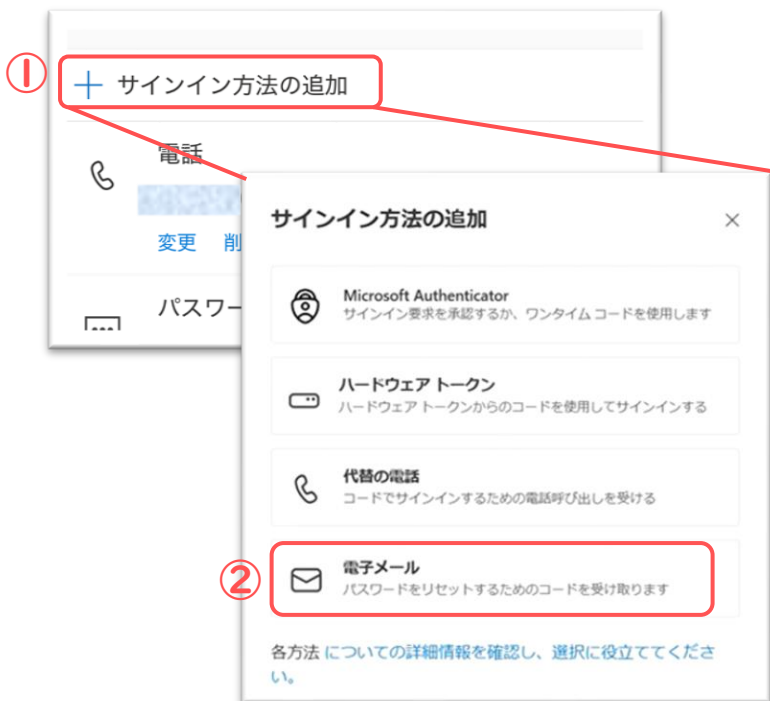 ①
サインイン方法の追加
電話
変更 削
パスワー
サインイン方法の追加
Microsoft Authenticator
サインイン要求を承認するか、ワンタイム コードを使用します
ハードウェア トークン
ハードウェア トークンからのコードを使用してサインインする
代替の電話
コードでサインインするための電話呼び出しを受ける
②
電子メール
パスワードをリセットするためのコードを受け取ります
各方法 についての詳細情報を確認し、選択に役立ててくださ
い。